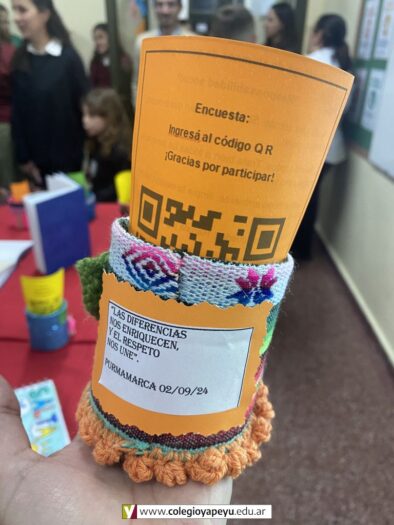 Encuesta:
Ingresá al código QR
¡Gracias por participar!
"LAS DIFERENCIAS
NOS ENRIQUECEN,
Y EL RESPETO
NOS UNE".
PURMAMARCA 02/09/24
www.colegioyapeyu.edu.ar